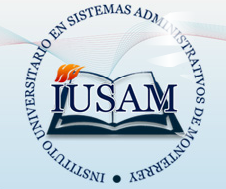 INSTITUTO UNIVERSITARIO EN SISTEMAS ADMINISTRATIVOS DE MONTERREY •
IUSAM